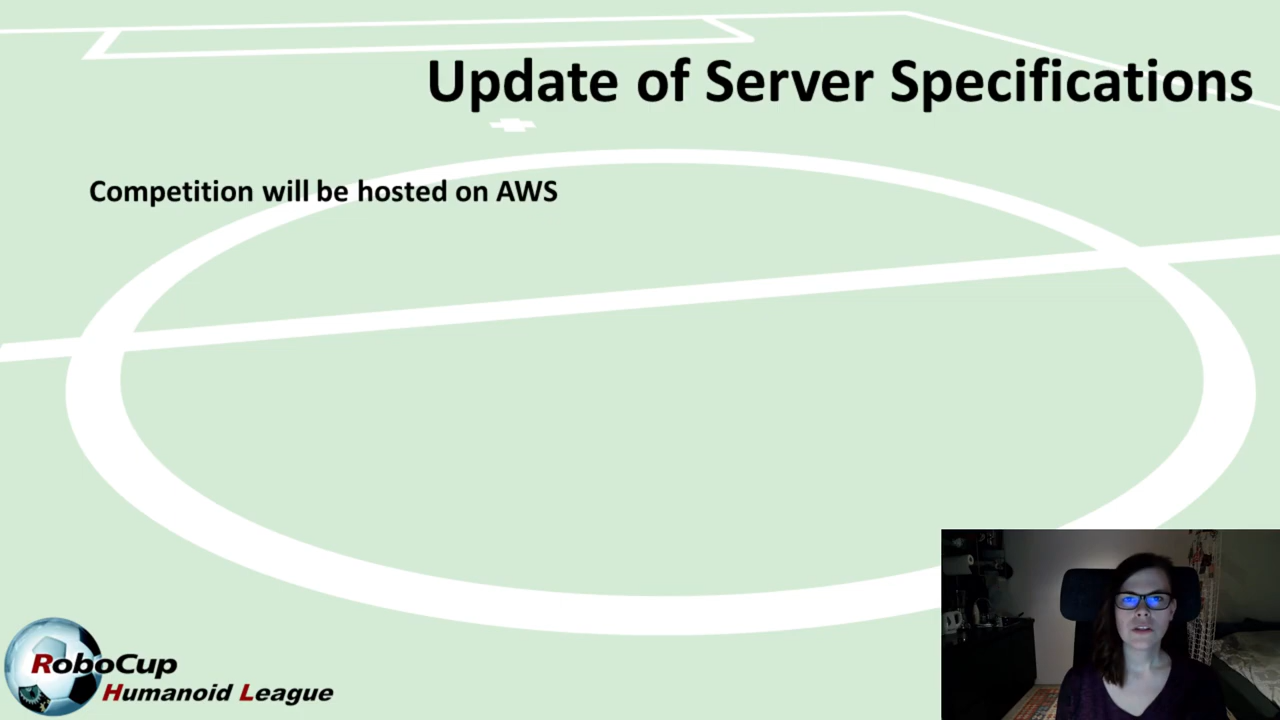 Update of Server Specifications
Competition will be hosted on AWS
RoboCup
Humanoid League